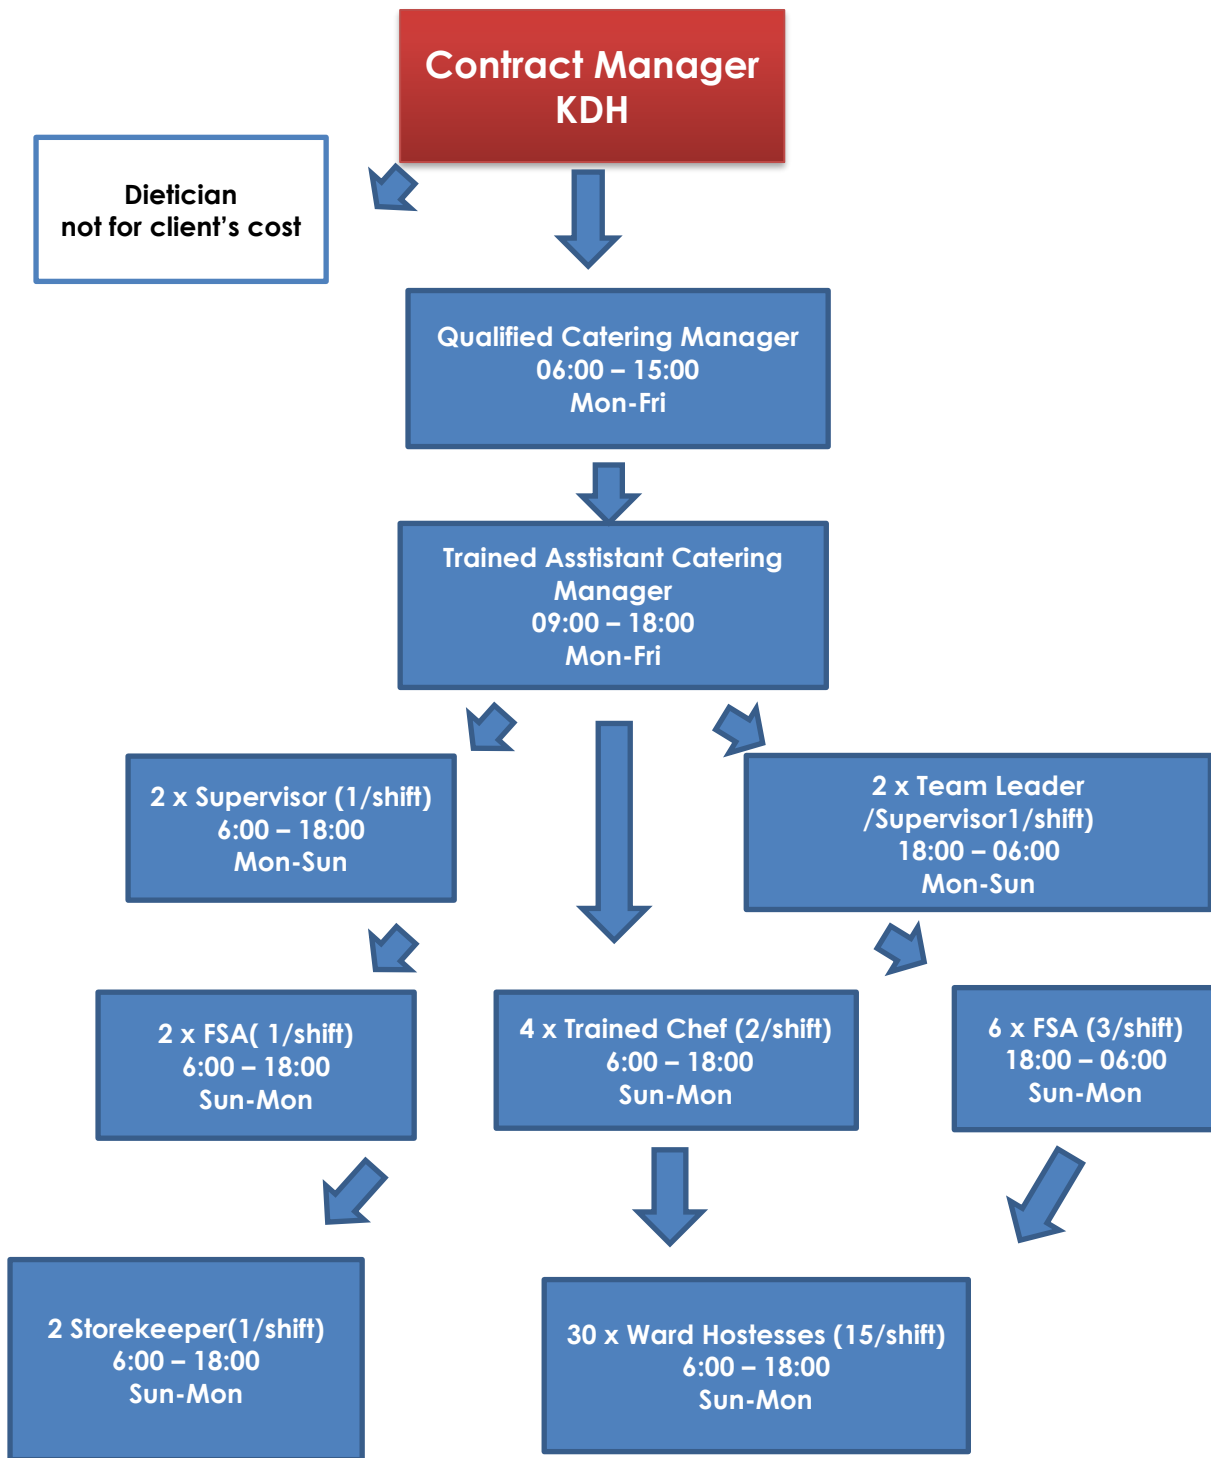 Contract Manager
KDH
Dietician
not for client's cost
Qualified Catering Manager
06:00 – 15:00
Mon-Fri
Trained Asstistant Catering
Manager
09:00 – 18:00
Mon-Fri
2 x Supervisor (1/shift)
6:00 – 18:00
Mon-Sun
2 x Team Leader
/Supervisor1/shift)
18:00 – 06:00
Mon-Sun
2 x FSA( 1/shift)
6:00 – 18:00
Sun-Mon
4 x Trained Chef (2/shift)
6:00 – 18:00
Sun-Mon
6 x FSA (3/shift)
18:00 – 06:00
Sun-Mon
2 Storekeeper(1/shift)
6:00 – 18:00
Sun-Mon
30 x Ward Hostesses (15/shift)
6:00 – 18:00
Sun-Mon